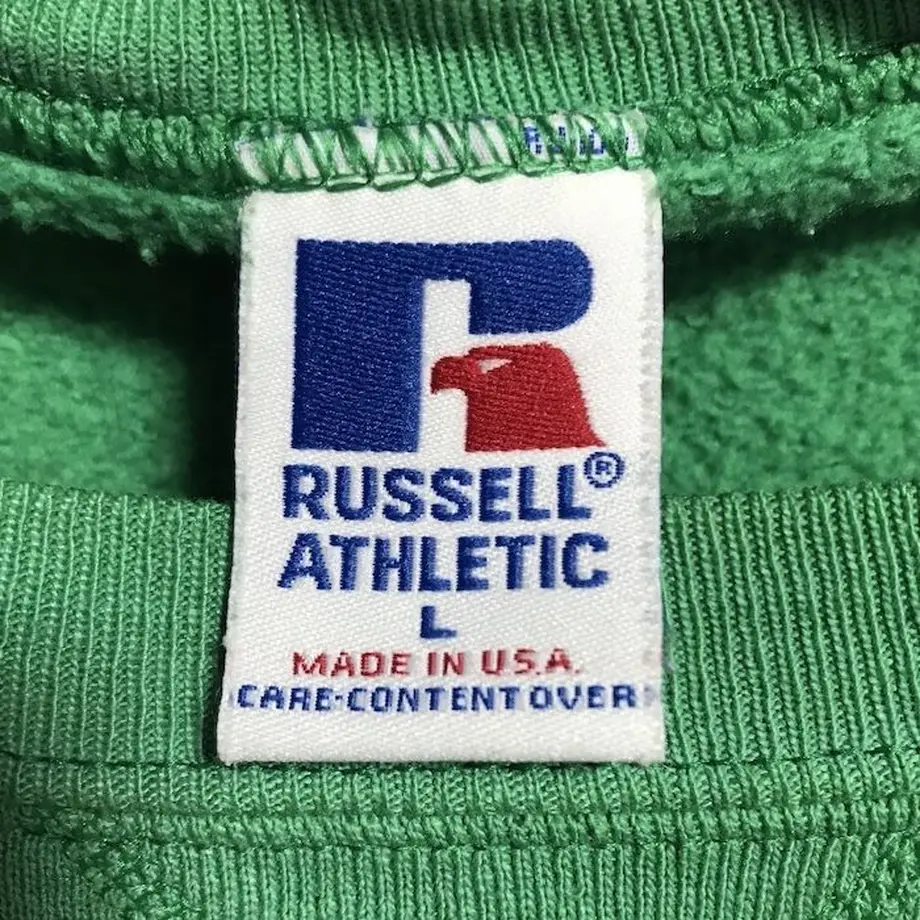 RUSSELL®
ATHLETIC
L
MADE IN U.S.A.
CARE-CONTENT OVER